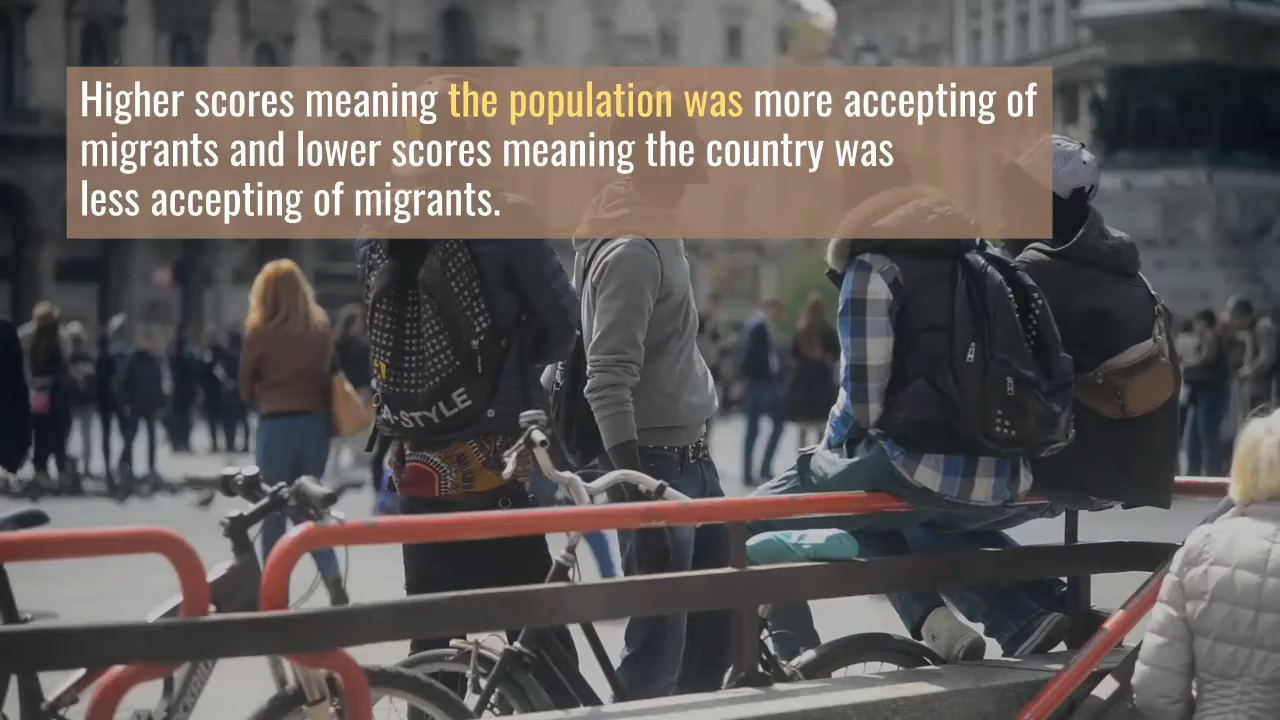 Higher scores meaning the population was more accepting of
migrants and lower scores meaning the country was
less accepting of migrants.
A-STYLE